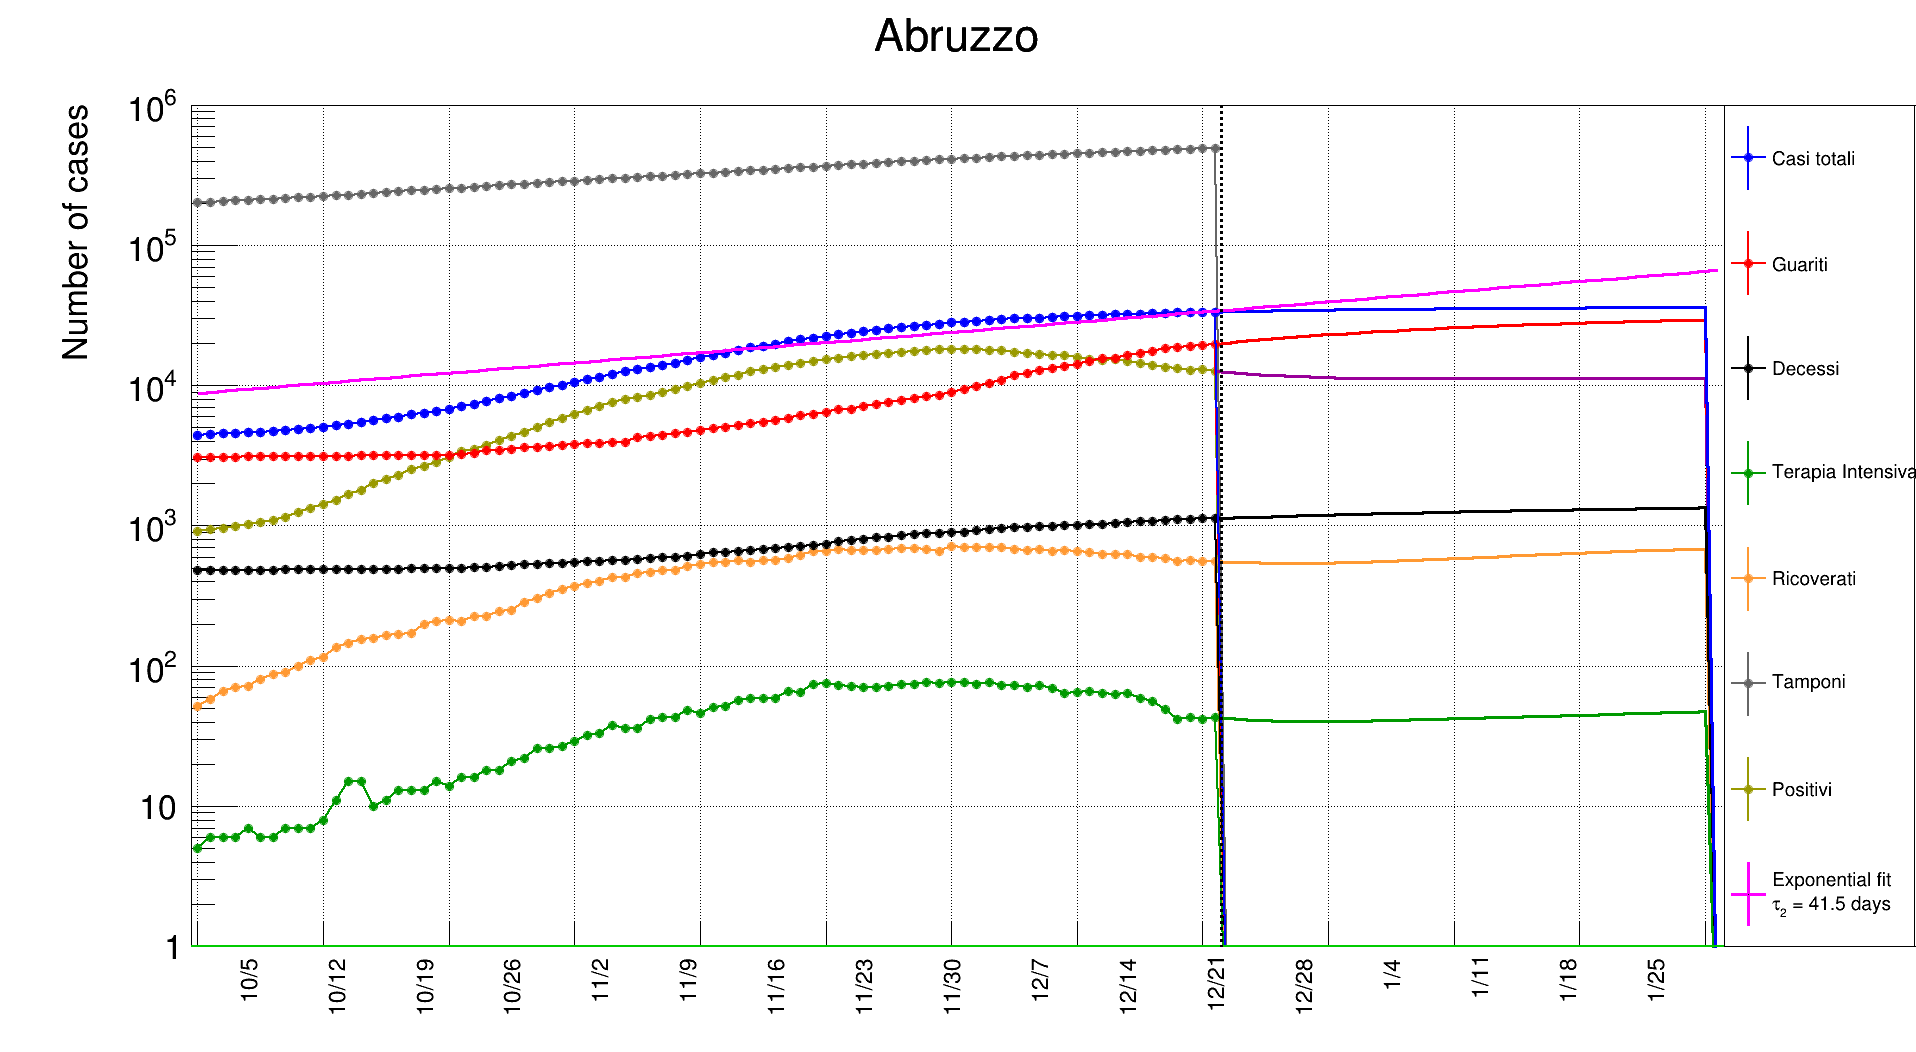 Abruzzo
Number of cases
10^6
10^5
10^4
10^3
10^2
10
1
10/5
10/12
10/19
10/26
11/2
11/9
11/16
11/23
11/30
12/7
12/14
12/21
12/28
1/4
1/11
1/18
1/25
Casi totali
Guariti
Decessi
Terapia Intensiva
Ricoverati
Tamponi
Positivi
Exponential fit
τ₂ = 41.5 days